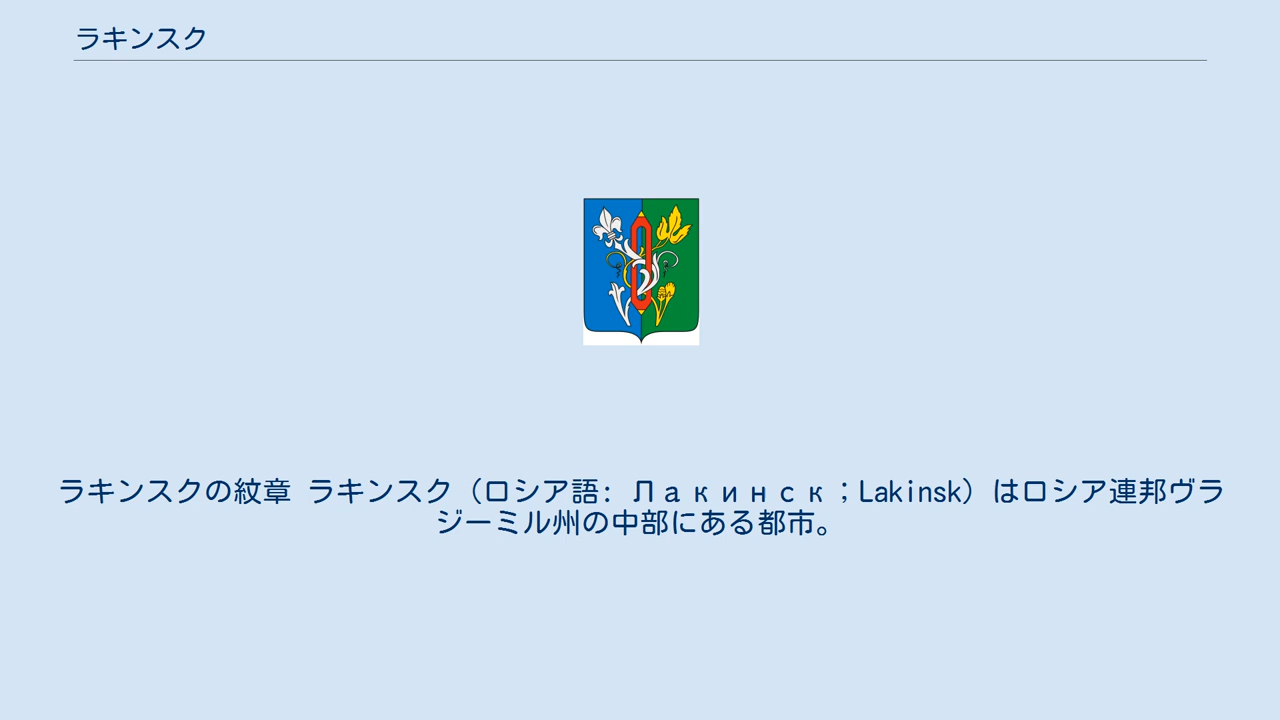 ラキンスク
ラキンスクの紋章 ラキンスク（ロシア語: Лакинск；Lakinsk）はロシア連邦ヴラ
ジーミル州の中部にある都市。